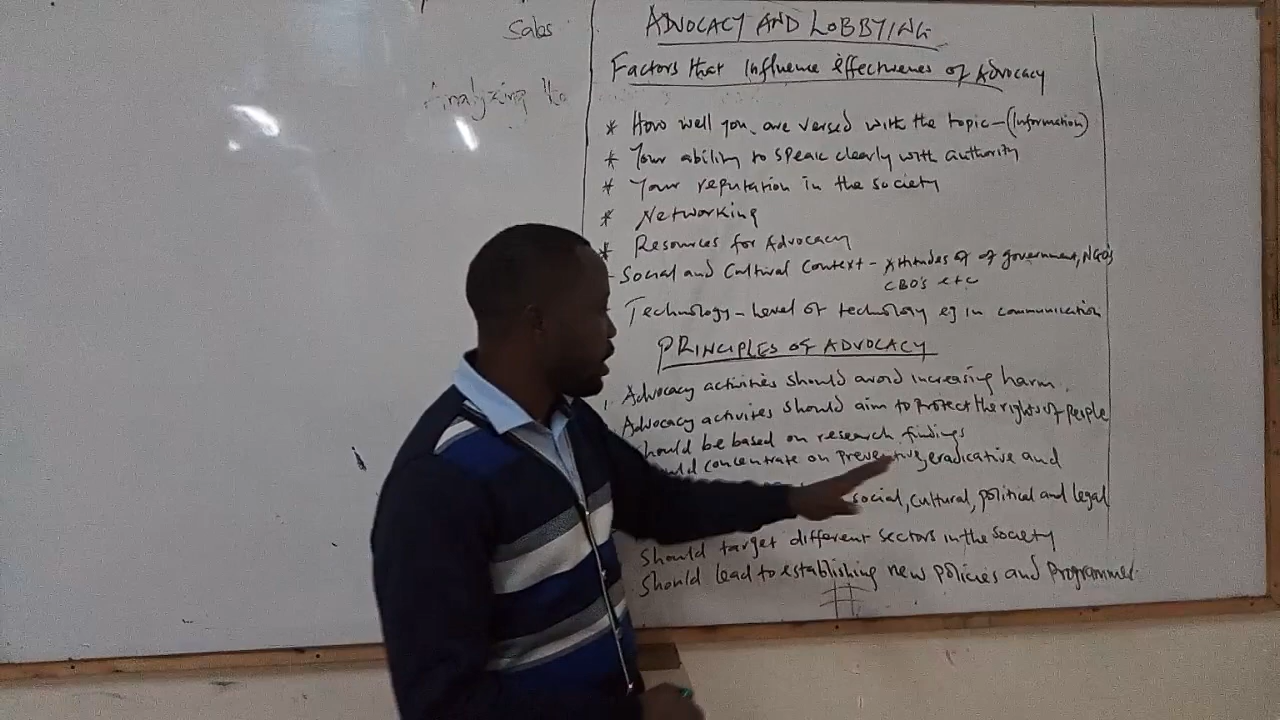 Sabs
Analyzing the
ADVOCACY AND LOBBYING
Factors that influence effectiveness of Advocacy
* How well you are versed with the topic - (Information)
* Your ability to speak clearly with authority
* Your reputation in the society
* Networking
* Resources for Advocacy
- Social and Cultural Context - Attitudes of of government, NGO's
CBO's etc
Technology - Level of technology eg in communication
PRINCIPLES OF ADVOCACY
1. Advocacy activities should avoid increasing harm.
Advocacy activites should aim to Protect the rights of people
should be based on research findings
concentrate on preventive, eradicative and
social, cultural, political and legal
should target different sectors in the society
should lead to establishing new policies and programmes